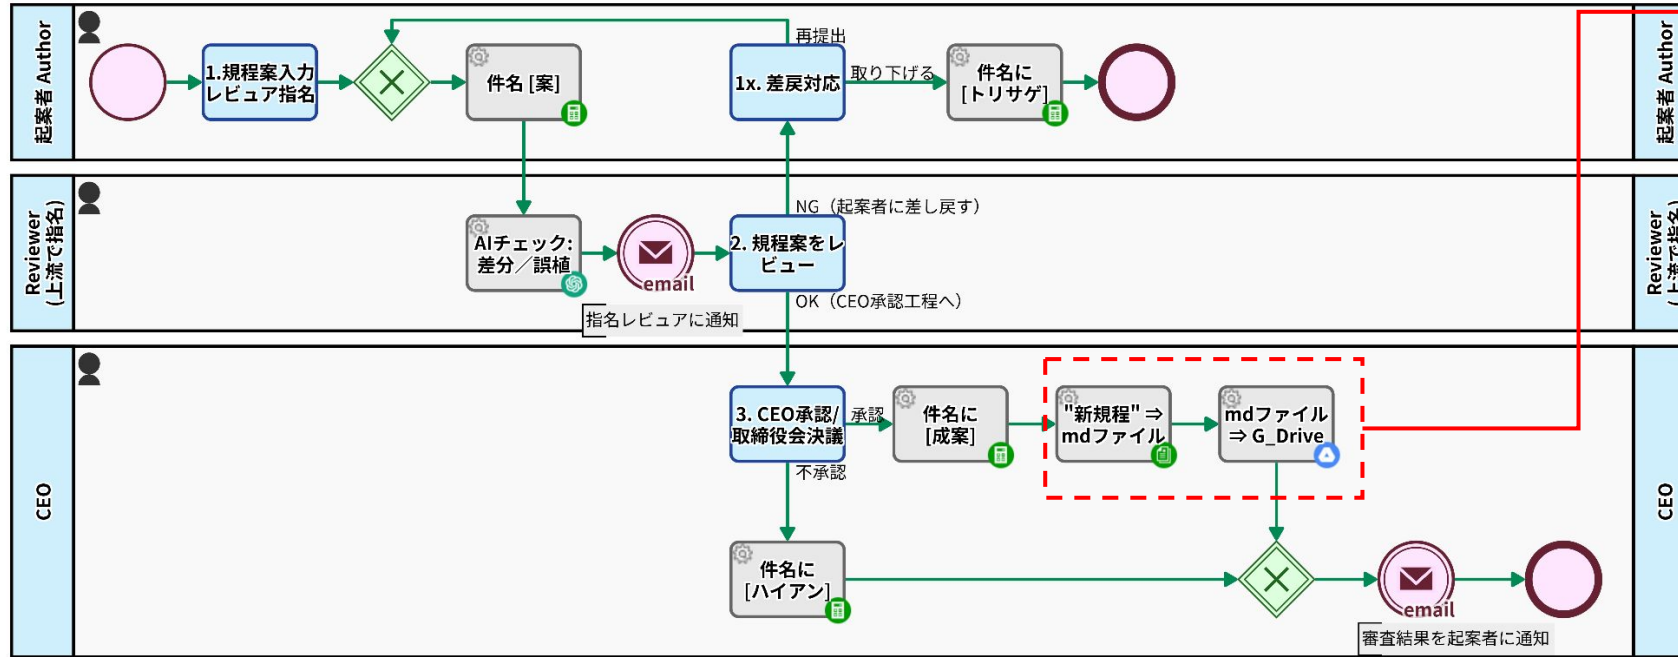 起案者 Author
1.規程案入力
レビュア指名
件名 [案]
再提出
1x. 差戻対応
取り下げる
件名に
[トリサゲ]
起案者 Author
Reviewer
(上流で指名)
AIチェック:
差分／誤植
email
指名レビュアに通知
NG（起案者に差し戻す）
2. 規程案をレ
ビュー
OK（CEO承認工程へ）
Reviewer
(上流で指名)
CEO
3. CEO承認/
取締役会決議
承認
不承認
件名に
[成案]
"新規程" ⇒
mdファイル
mdファイル
⇒ G_Drive
件名に
[ハイアン]
email
審査結果を起案者に通知
CEO